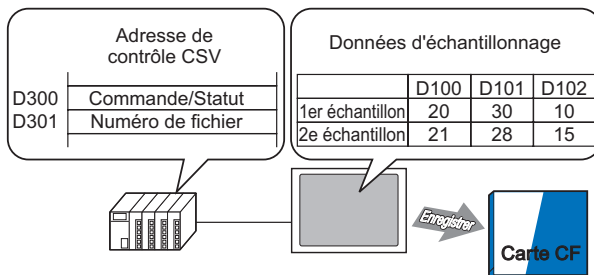 Adresse de
contrôle CSV
D300 Commande/Statut
D301 Numéro de fichier
Données d'échantillonnage
D100 D101 D102
1er échantillon 20 30 10
2e échantillon 21 28 15
Enregistrer
Carte CF